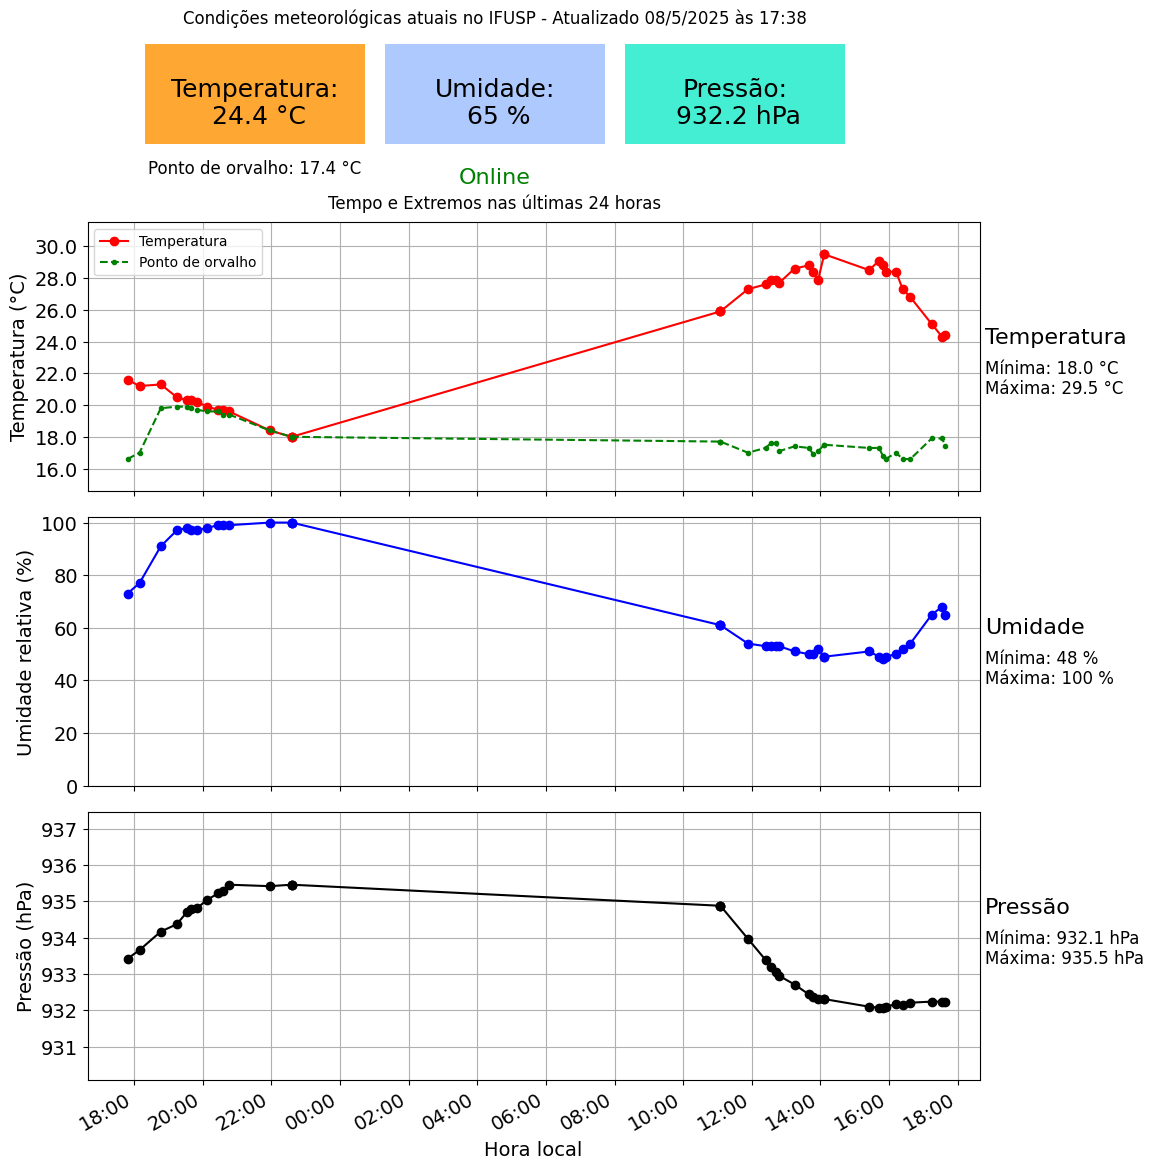 Condições meteorológicas atuais no IFUSP - Atualizado 08/5/2025 às 17:38
Temperatura:
24.4 °C
Umidade:
65 %
Pressão:
932.2 hPa
Ponto de orvalho: 17.4 °C
Online
Tempo e Extremos nas últimas 24 horas
Temperatura
Ponto de orvalho
Temperatura (°C)
30.0
28.0
26.0
24.0
22.0
20.0
18.0
16.0
Temperatura
Mínima: 18.0 °C
Máxima: 29.5 °C
Umidade relativa (%)
100
80
60
40
20
0
Umidade
Mínima: 48 %
Máxima: 100 %
Pressão (hPa)
937
936
935
934
933
932
931
Pressão
Mínima: 932.1 hPa
Máxima: 935.5 hPa
18:00 20:00 22:00 00:00 02:00 04:00 06:00 08:00 10:00 12:00 14:00 16:00 18:00
Hora local